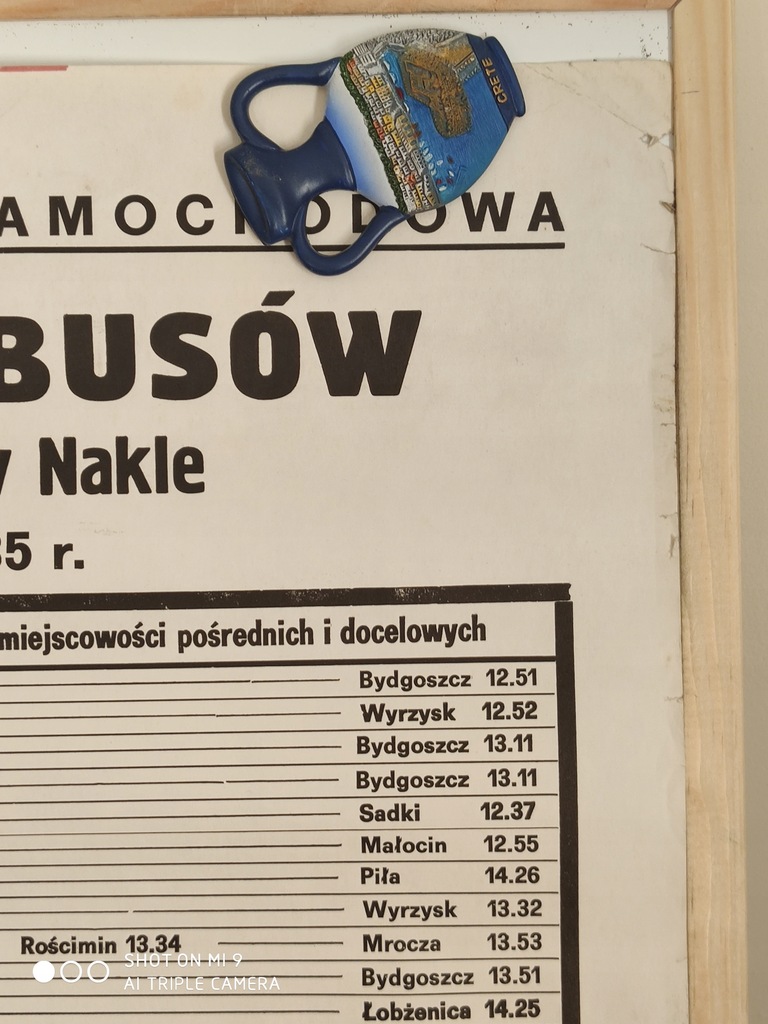 CRETE
AMOCHODOWA
BUSÓW
Nakle
5 r.
miejscowości pośrednich i docelowych
Bydgoszcz 12.51
Wyrzysk 12.52
Bydgoszcz 13.11
Bydgoszcz 13.11
Sadki 12.37
Małocin 12.55
Piła 14.26
Wyrzysk 13.32
Rościmin 13.34 Mrocza 13.53
Bydgoszcz 13.51
Łobżenica 14.25
SHOT ON MI 9
AI TRIPLE CAMERA